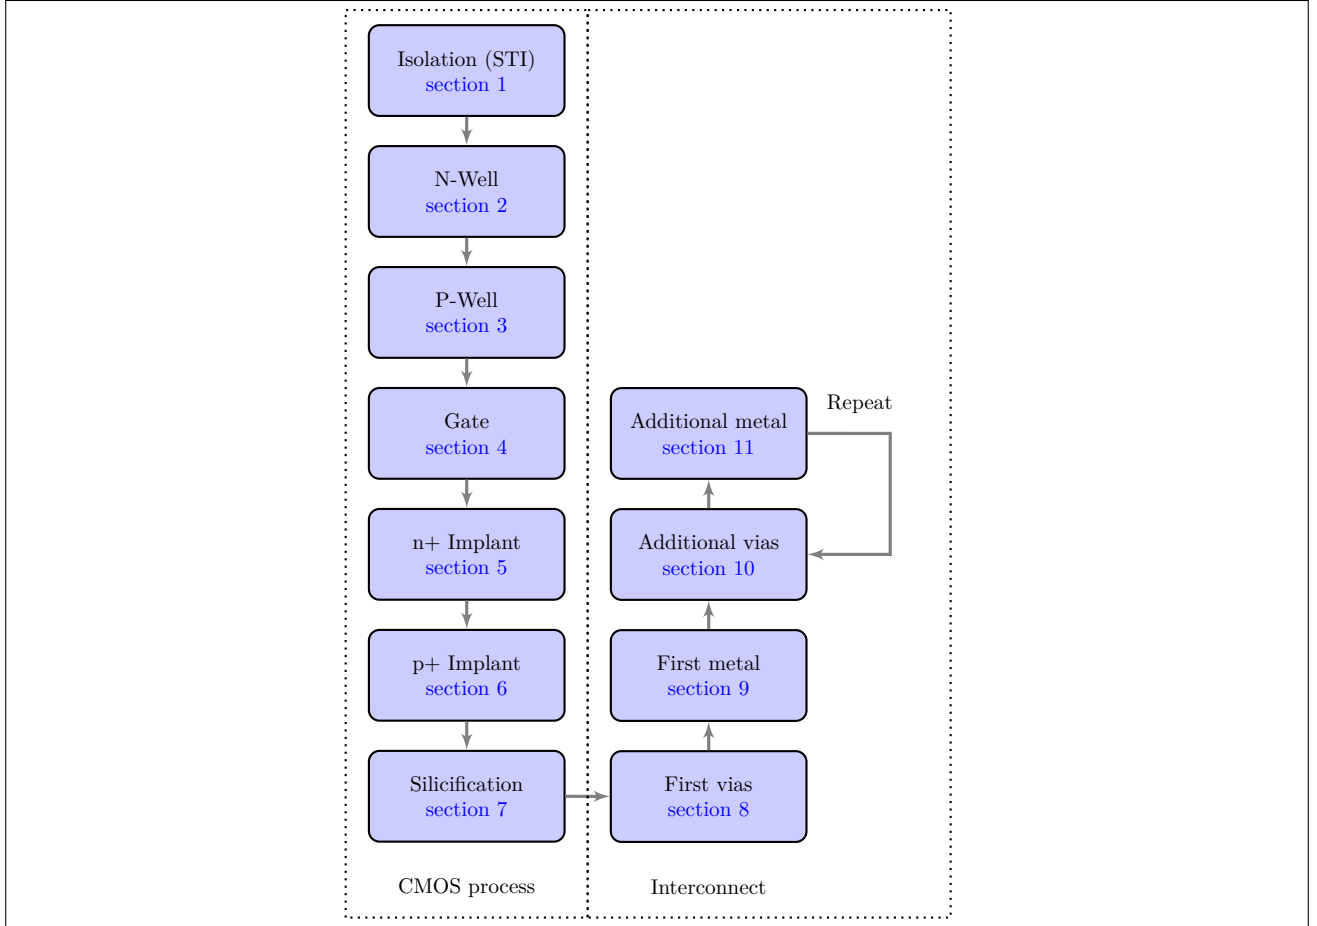 Isolation (STI)
section 1
N-Well
section 2
P-Well
section 3
Gate
section 4
n+ Implant
section 5
p+ Implant
section 6
Silicification
section 7
CMOS process
Repeat
Additional metal
section 11
Additional vias
section 10
First metal
section 9
First vias
section 8
Interconnect